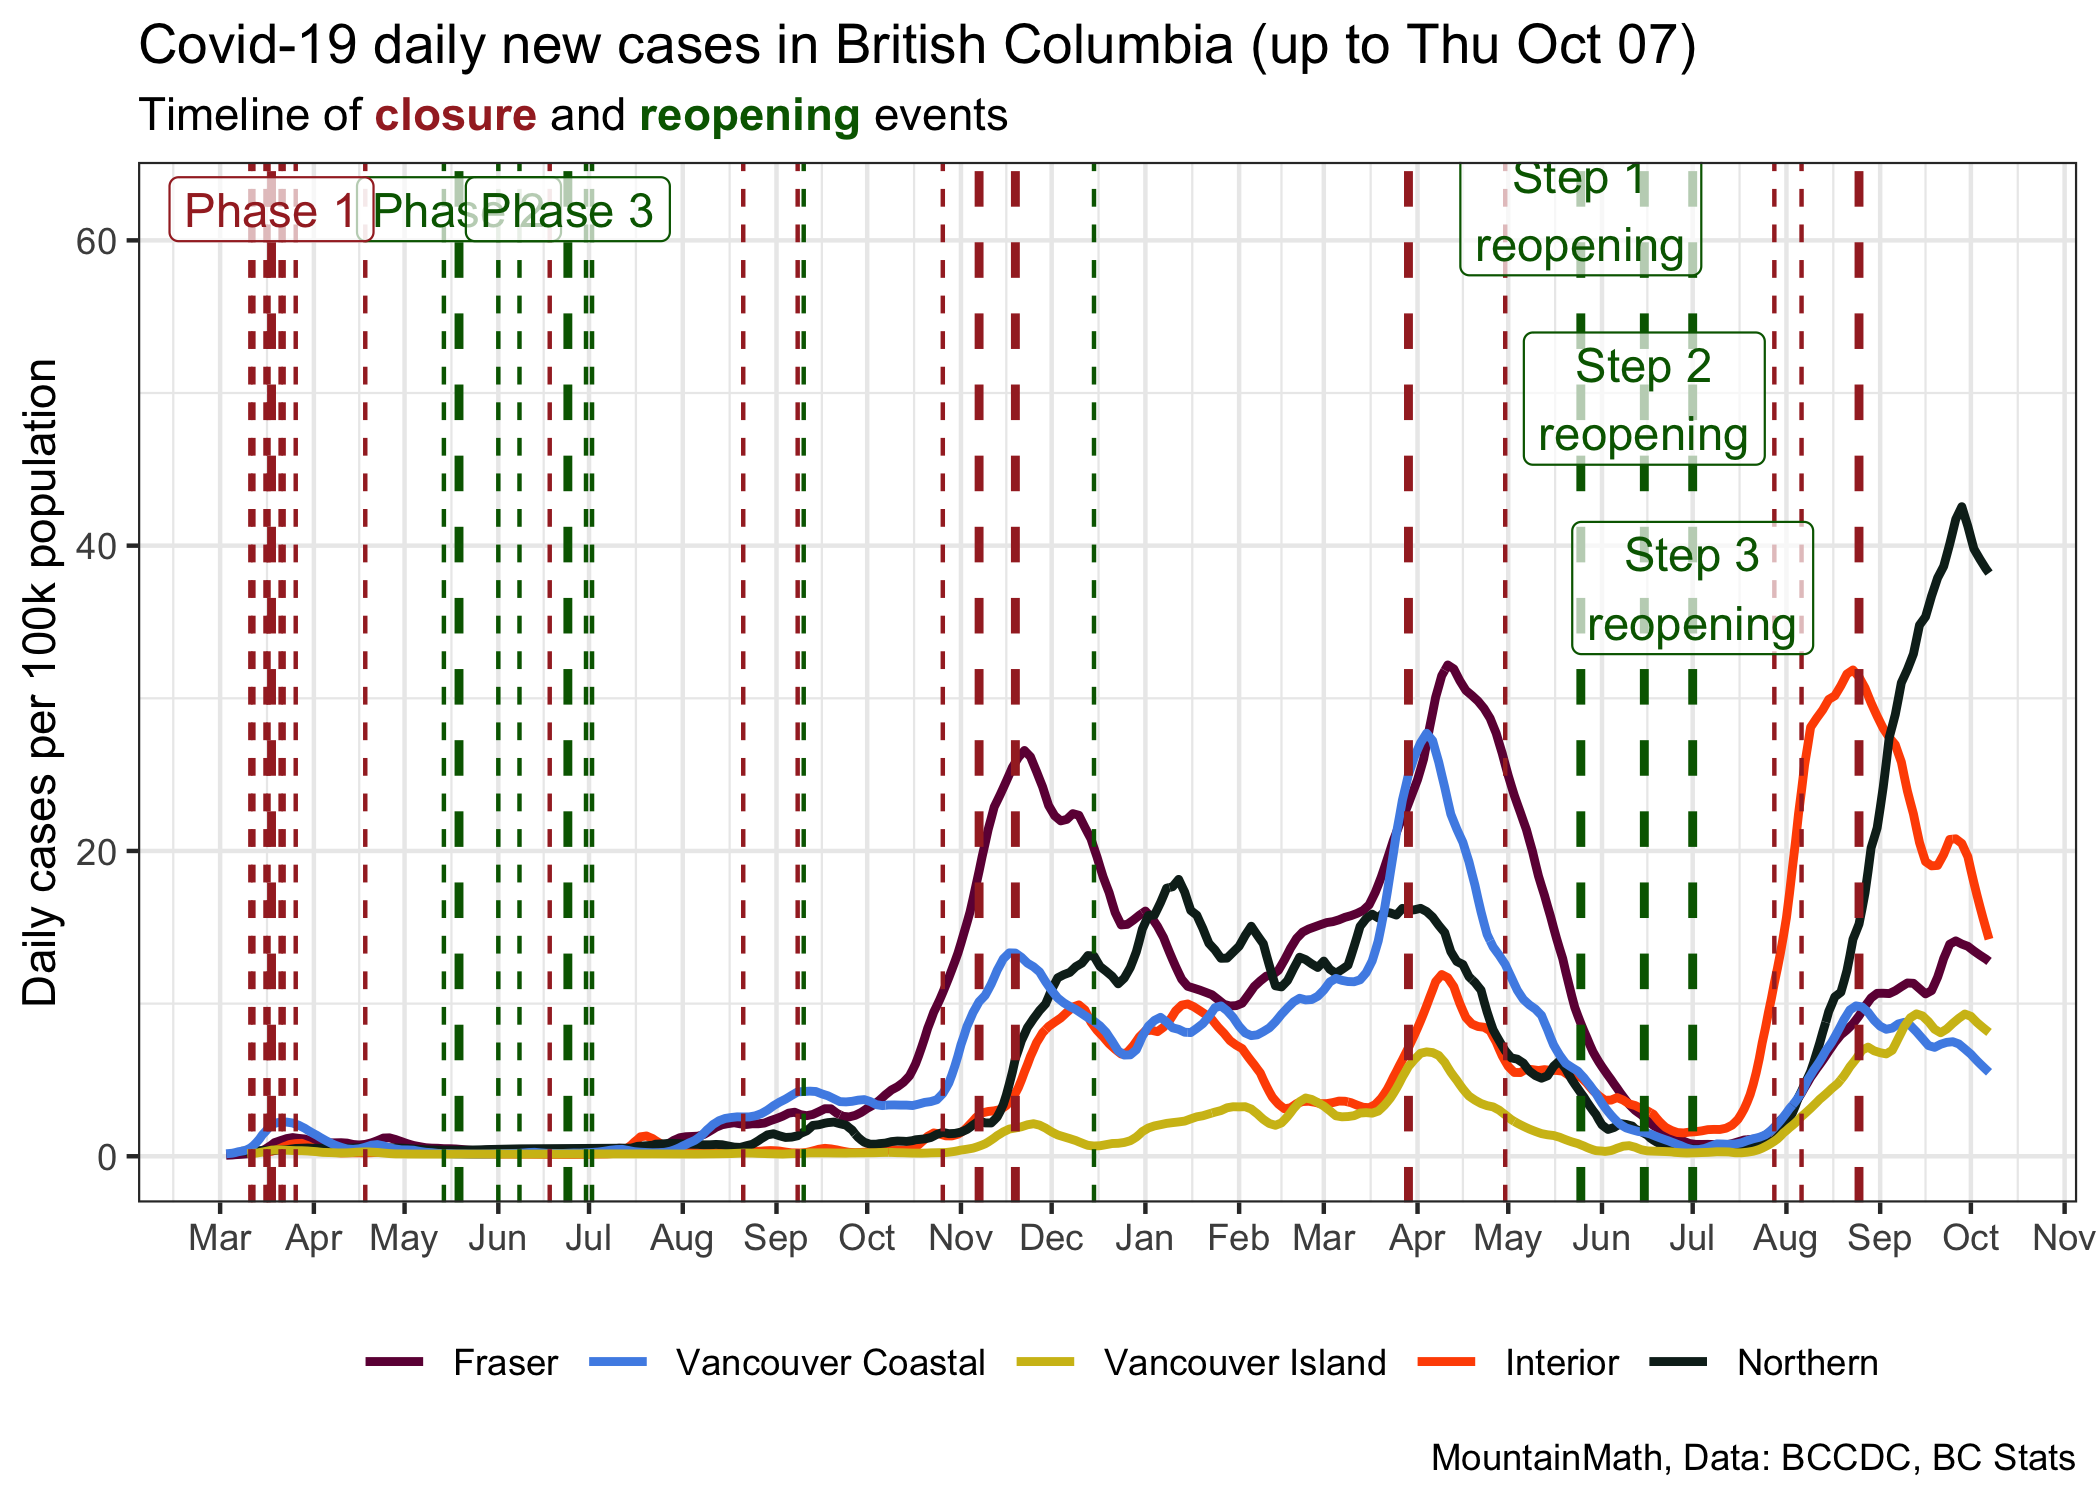 Covid-19 daily new cases in British Columbia (up to Thu Oct 07)
Timeline of closure and reopening events
Daily cases per 100k population
60
40
20
0
Phase 1
Phase 2
Phase 3
Step 1
reopening
Step 2
reopening
Step 3
reopening
Mar Apr May Jun Jul Aug Sep Oct Nov Dec Jan Feb Mar Apr May Jun Jul Aug Sep Oct Nov
Fraser Vancouver Coastal Vancouver Island Interior Northern
MountainMath, Data: BCCDC, BC Stats